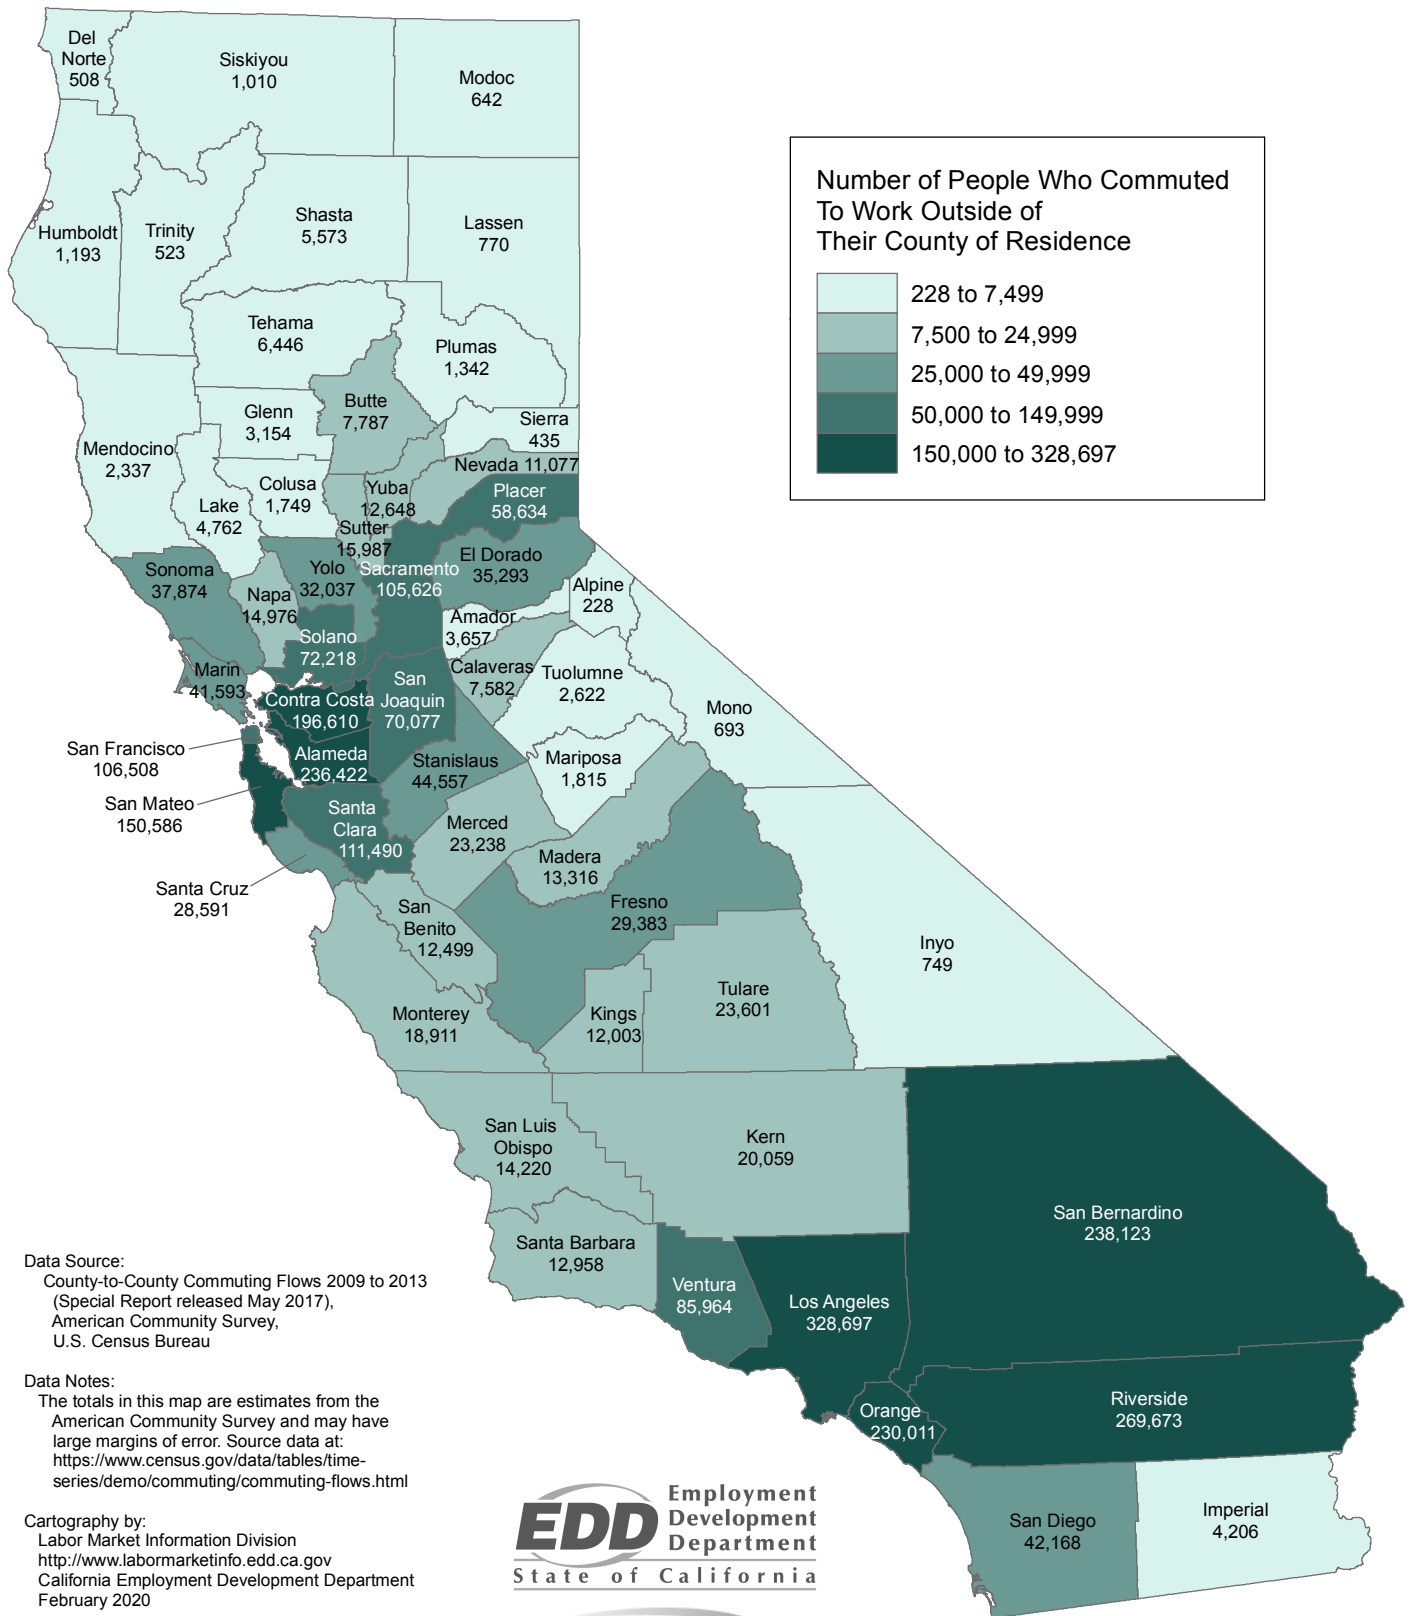 Del
Norte
508
Siskiyou
1,010
Modoc
642
Number of People Who Commuted
To Work Outside of
Their County of Residence
228 to 7,499
7,500 to 24,999
25,000 to 49,999
50,000 to 149,999
150,000 to 328,697
Humboldt
1,193
Trinity
523
Shasta
5,573
Lassen
770
Tehama
6,446
Plumas
1,342
Butte
7,787
Glenn
3,154
Sierra
435
Mendocino
2,337
Nevada 11,077
Colusa
1,749
Yuba
12,648
Placer
58,634
Lake
4,762
Sutter
15,987
El Dorado
35,293
Sonoma
37,874
Yolo
32,037
Sacramento
105,626
Napa
14,976
Alpine
228
Amador
3,657
Solano
72,218
Marin
41,593
Calaveras
7,582
Tuolumne
2,622
San
Joaquin
70,077
Contra Costa
196,610
Mono
693
San Francisco
106,508
Alameda
236,422
Stanislaus
44,557
Mariposa
1,815
San Mateo
150,586
Santa
Clara
111,490
Merced
23,238
Madera
13,316
Santa Cruz
28,591
San
Benito
12,499
Fresno
29,383
Inyo
749
Monterey
18,911
Kings
12,003
Tulare
23,601
San Luis
Obispo
14,220
Kern
20,059
San Bernardino
238,123
Santa Barbara
12,958
Ventura
85,964
Los Angeles
328,697
Orange
230,011
Riverside
269,673
San Diego
42,168
Imperial
4,206
Data Source:
County-to-County Commuting Flows 2009 to 2013
(Special Report released May 2017),
American Community Survey,
U.S. Census Bureau
Data Notes:
The totals in this map are estimates from the
American Community Survey and may have
large margins of error. Source data at:
https://www.census.gov/data/tables/time-
series/demo/commuting/commuting-flows.html
Cartography by:
Labor Market Information Division
http://www.labormarketinfo.edd.ca.gov
California Employment Development Department
February 2020
EDD
Employment
Development
Department
State of California